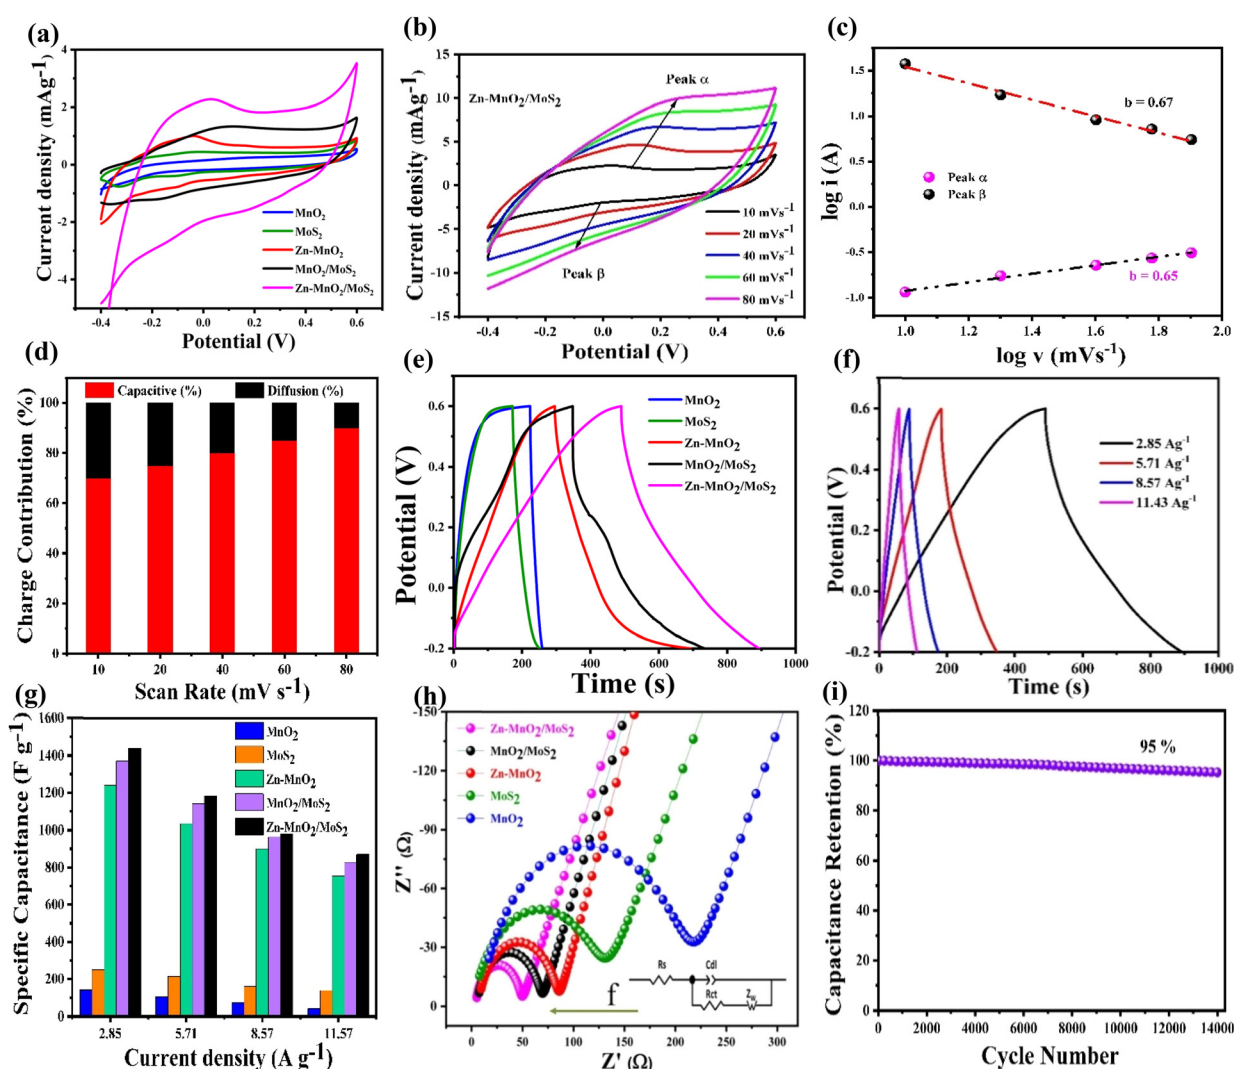 (a)
Current density (mAg-1)
4
2
0
-2
-4
-0.4
-0.2
0.0
0.2
0.4
0.6
Potential (V)
MnO2
MoS2
Zn-MnO2
MnO2/MoS2
Zn-MnO2/MoS2
(b)
Current density (mAg-1)
15
10
5
0
-5
-10
-15
-0.4
-0.2
0.0
0.2
0.4
0.6
Potential (V)
Zn-MnO2/MoS2
Peak α
Peak β
10 mVs-1
20 mVs-1
40 mVs-1
60 mVs-1
80 mVs-1
(c)
log i (A)
1.5
1.0
0.5
0.0
-0.5
-1.0
1.0
1.2
1.4
1.6
1.8
2.0
log v (mVs-1)
b = 0.67
Peak α
Peak β
b = 0.65
(d)
Charge Contribution (%)
100
80
60
40
20
0
10
20
40
60
80
Scan Rate (mV s-1)
Capacitive (%)
Diffusion (%)
(e)
Potential (V)
0.6
0.4
0.2
0.0
-0.2
0
200
400
600
800
1000
Time (s)
MnO2
MoS2
Zn-MnO2
MnO2/MoS2
Zn-MnO2/MoS2
(f)
Potential (V)
0.6
0.4
0.2
0.0
-0.2
0
200
400
600
800
1000
Time (s)
2.85 Ag-1
5.71 Ag-1
8.57 Ag-1
11.43 Ag-1
(g)
Specific Capacitance (F g-1)
1600
1400
1200
1000
800
600
400
200
0
2.85
5.71
8.57
11.57
Current density (A g-1)
MnO2
MoS2
Zn-MnO2
MnO2/MoS2
Zn-MnO2/MoS2
(h)
Z'' (Ω)
-150
-120
-90
-60
-30
0
0
50
100
150
200
250
300
Z' (Ω)
Zn-MnO2/MoS2
MnO2/MoS2
Zn-MnO2
MoS2
MnO2
f
Rs
Cdl
Rct
Zw
(i)
Capacitance Retention (%)
120
100
80
60
40
20
0
0
2000
4000
6000
8000
10000
12000
14000
Cycle Number
95 %